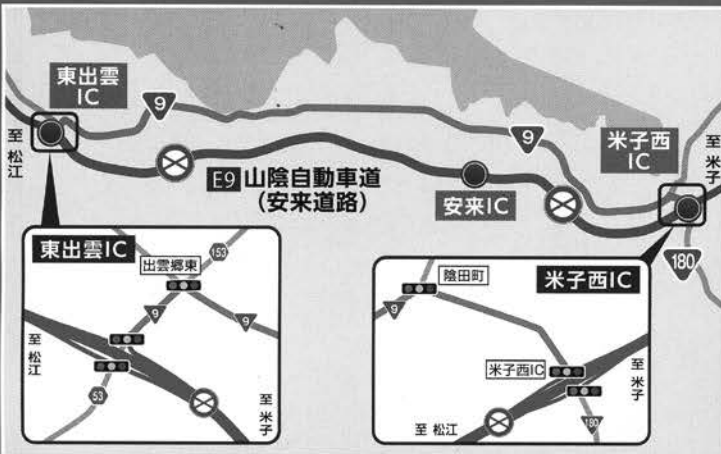 東出雲
IC
9
至 松江
E9 山陰自動車道
（安来道路）
安来IC
9
米子西
IC
至 米子
180
東出雲IC
出雲郷東
153
9
9
至 松江
53
至 米子
陰田町
米子西IC
9
米子西IC
至 米子
至 松江
180